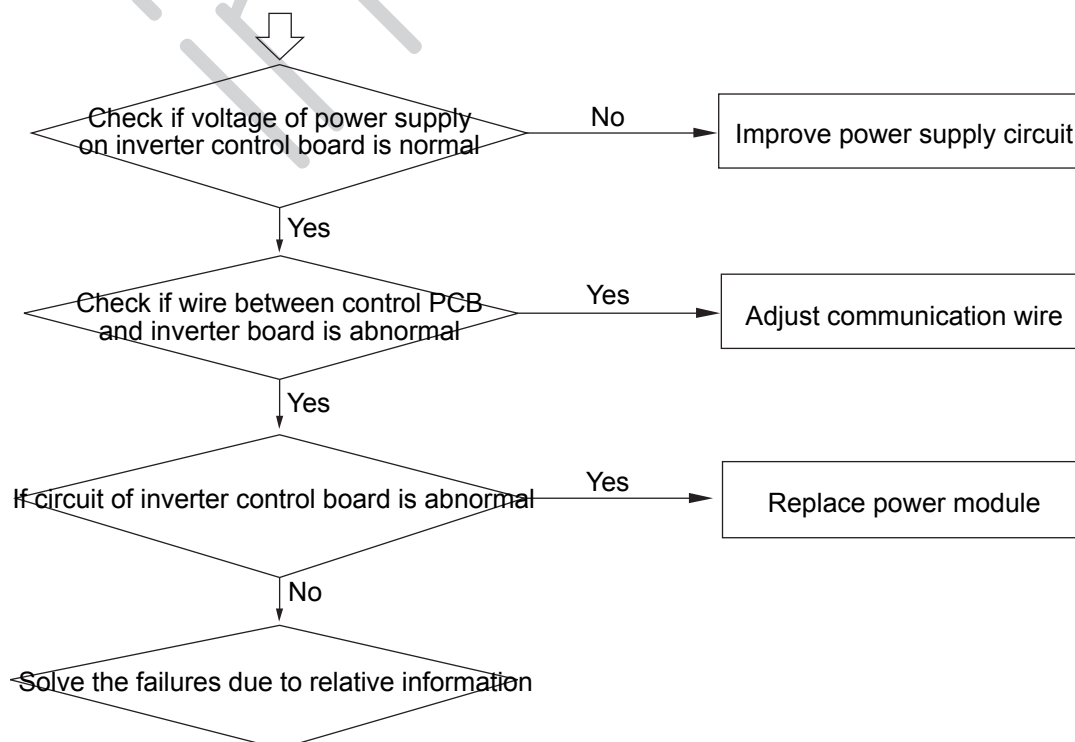 Check if voltage of power supply
on inverter control board is normal
No
Improve power supply circuit
Yes
Check if wire between control PCB
and inverter board is abnormal
Yes
Adjust communication wire
Yes
If circuit of inverter control board is abnormal
Yes
Replace power module
No
Solve the failures due to relative information